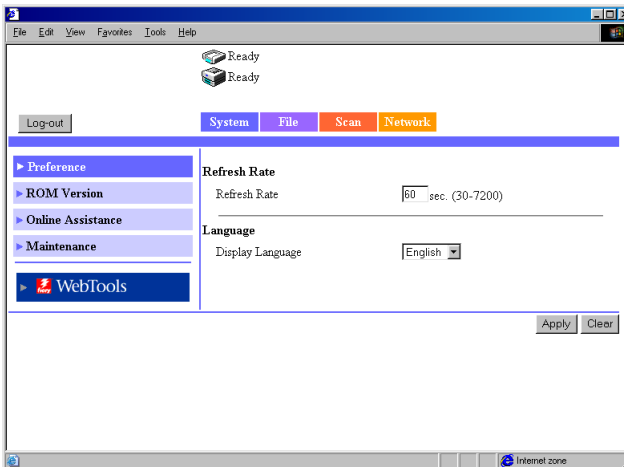 File Edit View Favorites Tools Help
Ready
Ready
Log-out
System File Scan Network
Preference
ROM Version
Online Assistance
Maintenance
fiery WebTools
Refresh Rate
Refresh Rate 60 sec. (30-7200)
Language
Display Language English
Apply Clear
Internet zone